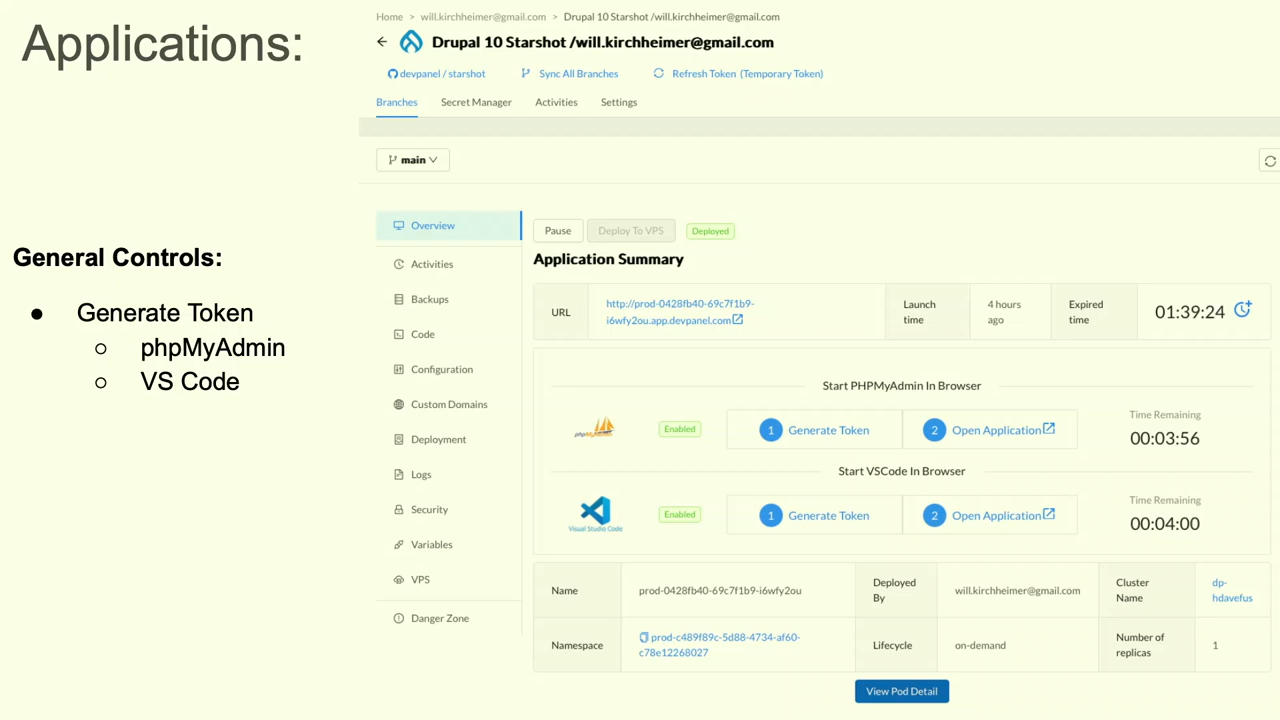 Applications:
General Controls:
● Generate Token
○ phpMyAdmin
○ VS Code
Home > will.kirchheimer@gmail.com > Drupal 10 Starshot /will.kirchheimer@gmail.com
Drupal 10 Starshot /will.kirchheimer@gmail.com
devpanel / starshot Sync All Branches Refresh Token (Temporary Token)
Branches Secret Manager Activities Settings
main
Overview
Activities
Backups
Code
Configuration
Custom Domains
Deployment
Logs
Security
Variables
VPS
Danger Zone
Pause Deploy To VPS Deployed
Application Summary
URL
http://prod-0428fb40-69c7f1b9-
i6wfy2ou.app.devpanel.com
Launch
time
4 hours
ago
Expired
time
01:39:24
Start PHPMyAdmin In Browser
phpMyAdmin
Enabled
1 Generate Token
2 Open Application
Time Remaining
00:03:56
Start VSCode In Browser
Visual Studio Code
Enabled
1 Generate Token
2 Open Application
Time Remaining
00:04:00
Name
prod-0428fb40-69c7f1b9-i6wfy2ou
Deployed
By
will.kirchheimer@gmail.com
Cluster
Name
dp-
hdavefus
Namespace
prod-c489f89c-5d88-4734-af60-
c78e12268027
Lifecycle
on-demand
Number of
replicas
1
View Pod Detail